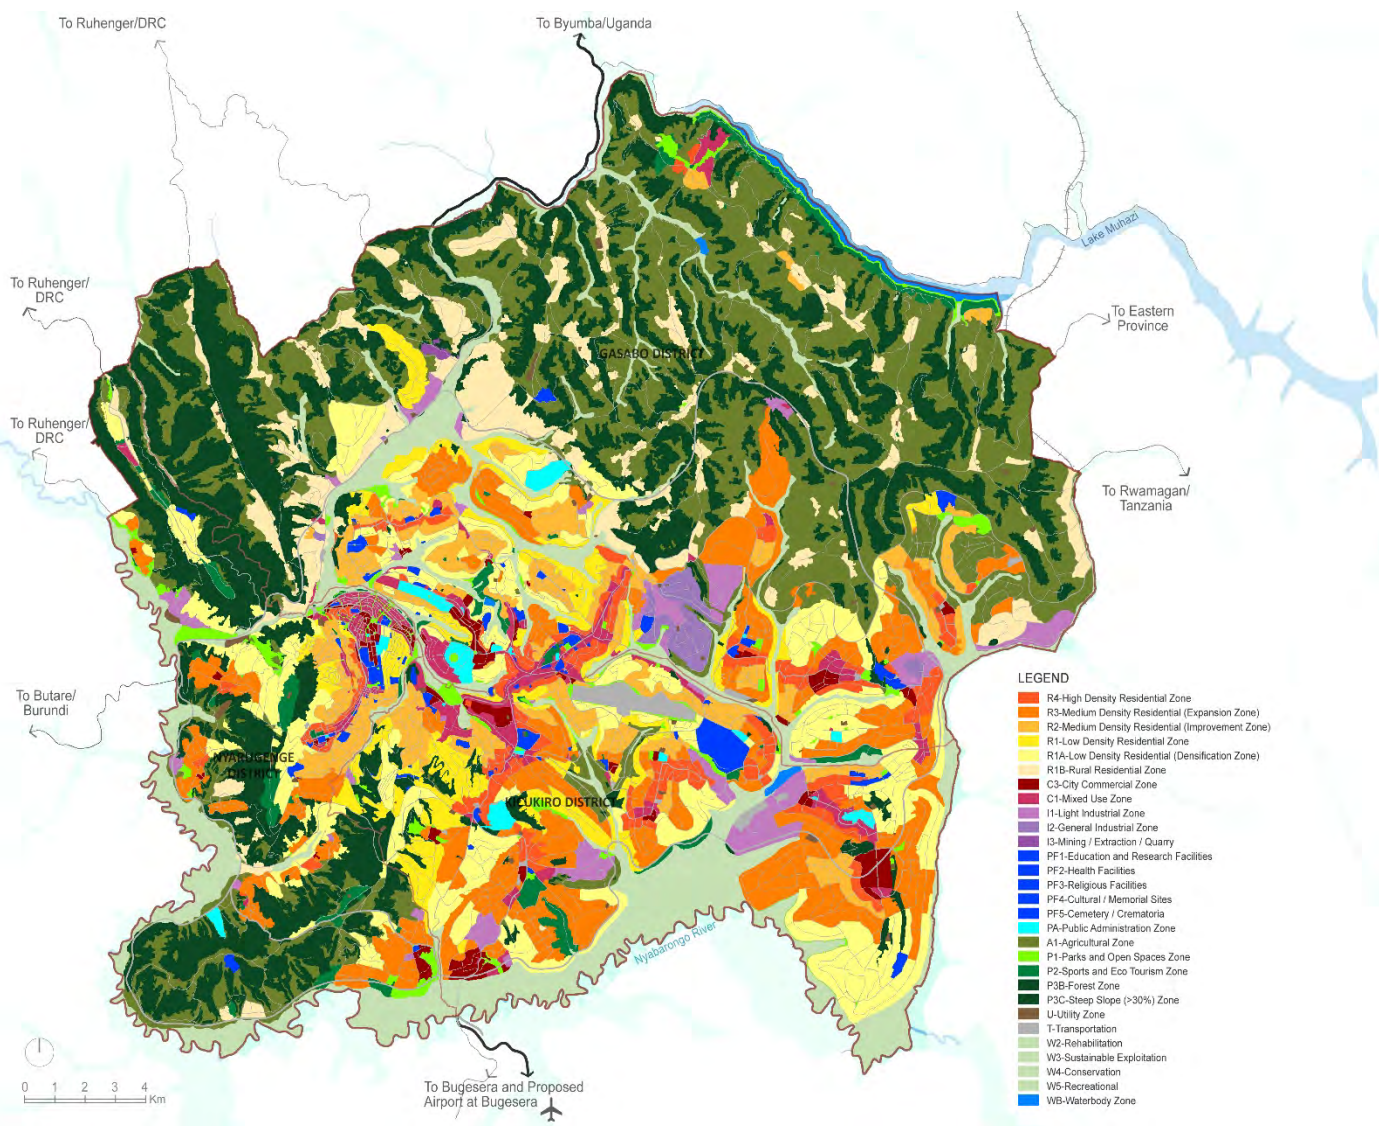 To Ruhenger/DRC
To Byumba/Uganda
Lake Muhazi
To Ruhenger/
DRC
To Eastern
Province
GASABO DISTRICT
To Ruhenger/
DRC
To Rwamagan/
Tanzania
To Butare/
Burundi
NYARUGENGE
DISTRICT
KICUKIRO DISTRICT
Nyabarongo River
To Bugesera and Proposed
Airport at Bugesera
0 1 2 3 4
Km
LEGEND
R4-High Density Residential Zone
R3-Medium Density Residential (Expansion Zone)
R2-Medium Density Residential (Improvement Zone)
R1-Low Density Residential Zone
R1A-Low Density Residential (Densification Zone)
R1B-Rural Residential Zone
C3-City Commercial Zone
C1-Mixed Use Zone
I1-Light Industrial Zone
I2-General Industrial Zone
I3-Mining / Extraction / Quarry
PF1-Education and Research Facilities
PF2-Health Facilities
PF3-Religious Facilities
PF4-Cultural / Memorial Sites
PF5-Cemetery / Crematoria
PA-Public Administration Zone
A1-Agricultural Zone
P1-Parks and Open Spaces Zone
P2-Sports and Eco Tourism Zone
P3B-Forest Zone
P3C-Steep Slope (>30%) Zone
U-Utility Zone
T-Transportation
W2-Rehabilitation
W3-Sustainable Exploitation
W4-Conservation
W5-Recreational
WB-Waterbody Zone